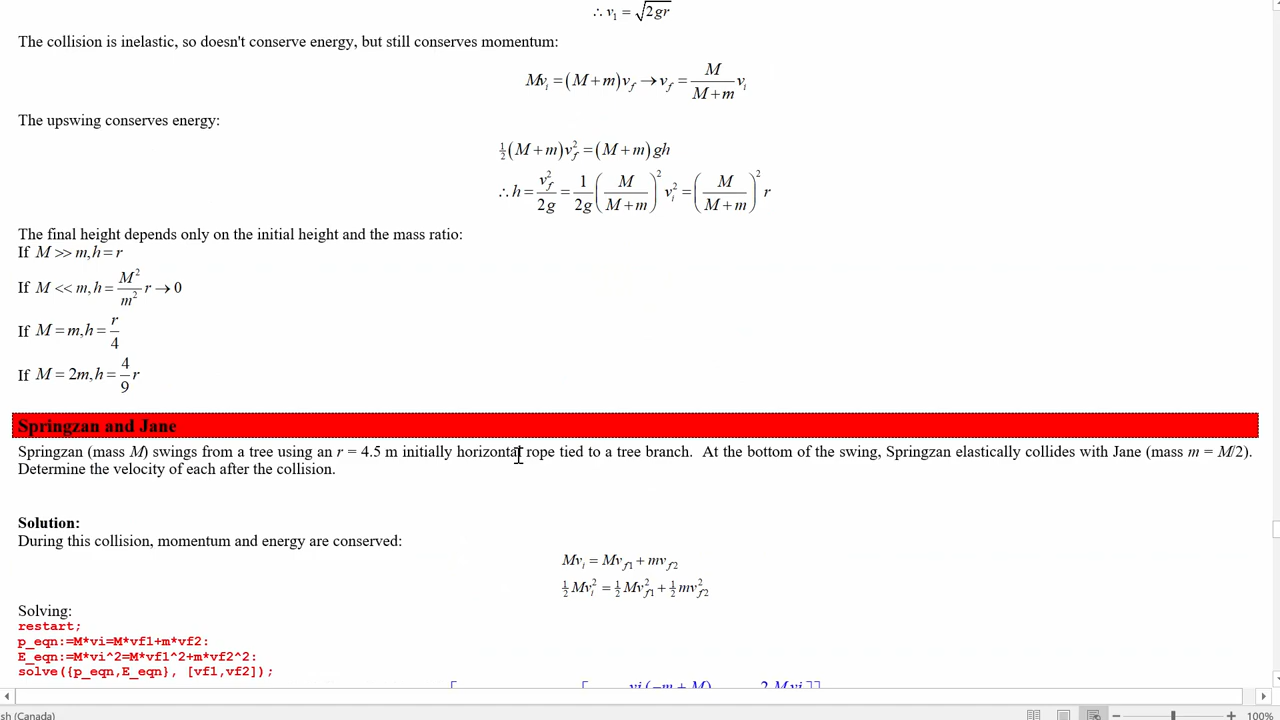 ∴ v₁ = √2gr
The collision is inelastic, so doesn't conserve energy, but still conserves momentum:
Mvᵢ = (M + m) v_f → v_f = M/(M + m) vᵢ
The upswing conserves energy:
½(M + m)v_f² = (M + m)gh
∴ h = v_f²/2g = 1/2g (M/(M + m))² vᵢ² = (M/(M + m))² r
The final height depends only on the initial height and the mass ratio:
If M >> m, h = r
If M << m, h = M²/m² r → 0
If M = m, h = r/4
If M = 2m, h = 4/9 r
Springzan and Jane
Springzan (mass M) swings from a tree using an r = 4.5 m initially horizontal rope tied to a tree branch. At the bottom of the swing, Springzan elastically collides with Jane (mass m = M/2).
Determine the velocity of each after the collision.
Solution:
During this collision, momentum and energy are conserved:
Mvᵢ = Mv_f1 + mv_f2
½Mvᵢ² = ½Mv_f1² + ½mv_f2²
Solving:
restart;
p_eqn:=M*vi=M*vf1+m*vf2:
E_eqn:=M*vi^2=M*vf1^2+m*vf2^2:
solve({p_eqn,E_eqn}, [vf1,vf2]);
vi (−m + M) 2 M vi
sh (Canada) 100%